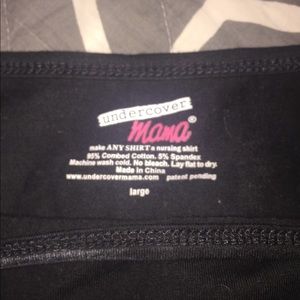 undercover
mama®
make ANY SHIRT a nursing shirt
95% Combed Cotton. 5% Spandex
Machine wash cold. No bleach. Lay flat to dry.
Made in China
www.undercovermama.com patent pending
large